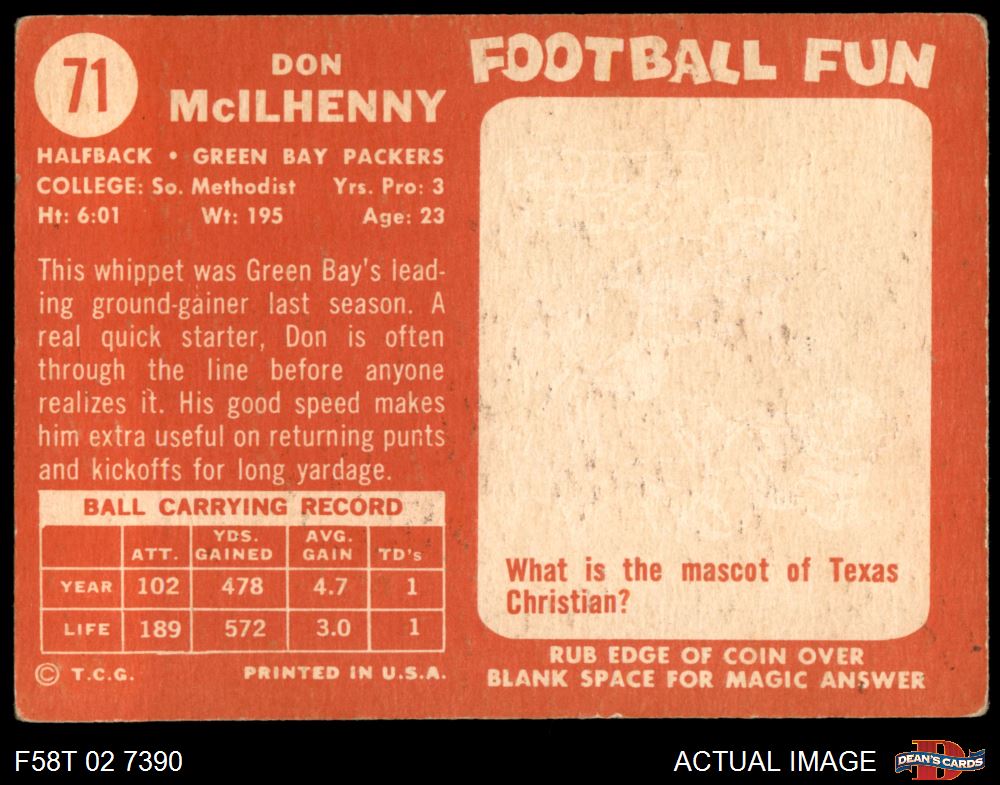 71
DON
McILHENNY
HALFBACK • GREEN BAY PACKERS
COLLEGE: So. Methodist Yrs. Pro: 3
Ht: 6:01 Wt: 195 Age: 23
This whippet was Green Bay's lead-
ing ground-gainer last season. A
real quick starter, Don is often
through the line before anyone
realizes it. His good speed makes
him extra useful on returning punts
and kickoffs for long yardage.
BALL CARRYING RECORD
ATT. YDS. GAINED AVG. GAIN TD's
YEAR 102 478 4.7 1
LIFE 189 572 3.0 1
© T.C.G. PRINTED IN U.S.A.
FOOTBALL FUN
What is the mascot of Texas
Christian?
RUB EDGE OF COIN OVER
BLANK SPACE FOR MAGIC ANSWER
F58T 02 7390
ACTUAL IMAGE
D
DEAN'S CARDS